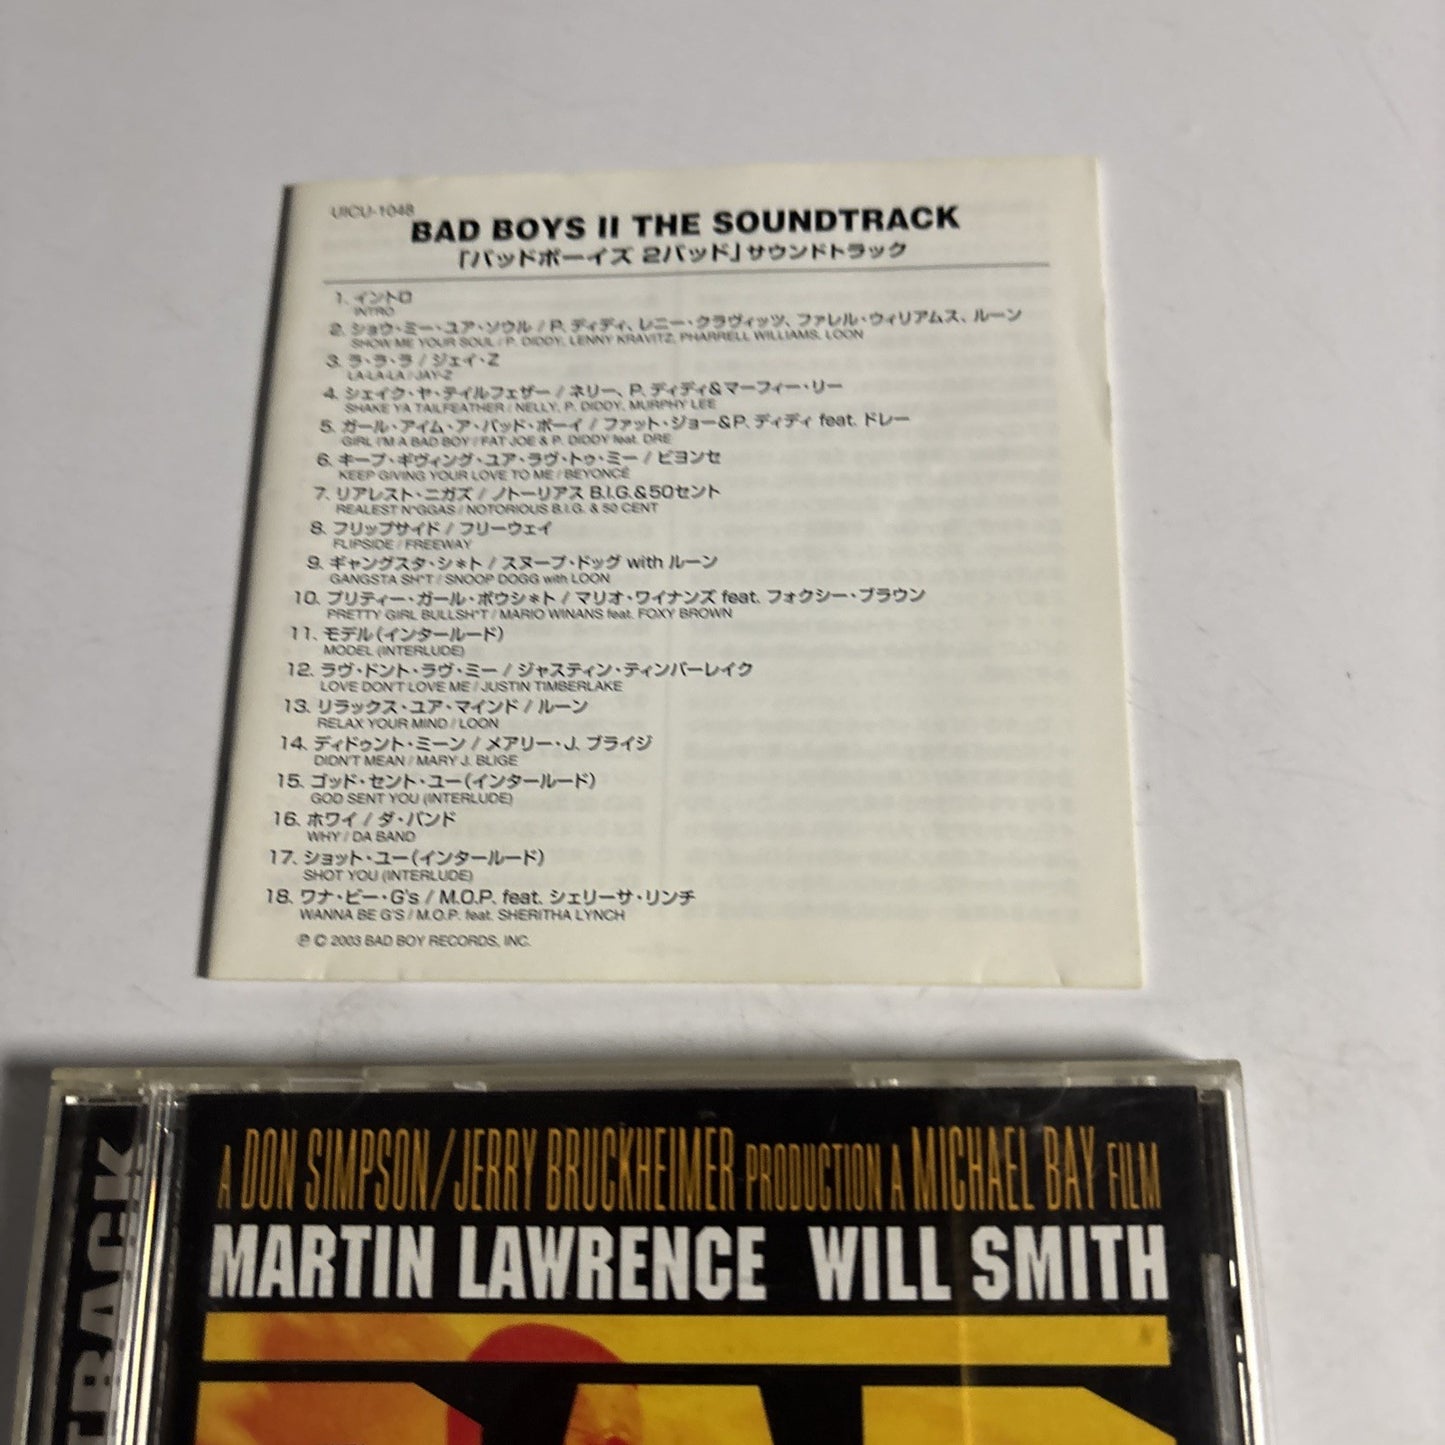 UICU-1048
BAD BOYS II THE SOUNDTRACK
「バッドボーイズ 2バッド」サウンドトラック
1. イントロ
INTRO
2. ショウ・ミー・ユア・ソウル / P. ディディ、レニー・クラヴィッツ、ファレル・ウィリアムス、ルーン
SHOW ME YOUR SOUL / P. DIDDY, LENNY KRAVITZ, PHARRELL WILLIAMS, LOON
3. ラ・ラ・ラ / ジェイ・Z
LA-LA-LA / JAY-Z
4. シェイク・ヤ・テイルフェザー / ネリー、P. ディディ&マーフィー・リー
SHAKE YA TAILFEATHER / NELLY, P. DIDDY, MURPHY LEE
5. ガール・アイム・ア・バッド・ボーイ / ファット・ジョー&P. ディディ feat. ドレー
GIRL I'M A BAD BOY / FAT JOE & P. DIDDY feat. DRE
6. キープ・ギヴィング・ユア・ラヴ・トゥ・ミー / ビヨンセ
KEEP GIVING YOUR LOVE TO ME / BEYONCÉ
7. リアレスト・ニガズ / ノトーリアス B.I.G.&50セント
REALEST N*GGAS / NOTORIOUS B.I.G. & 50 CENT
8. フリップサイド / フリーウェイ
FLIPSIDE / FREEWAY
9. ギャングスタ・シ*ト / スヌープ・ドッグ with ルーン
GANGSTA SH*T / SNOOP DOGG with LOON
10. プリティー・ガール・ボウシ*ト / マリオ・ワイナンズ feat. フォクシー・ブラウン
PRETTY GIRL BULLSH*T / MARIO WINANS feat. FOXY BROWN
11. モデル(インタールード)
MODEL (INTERLUDE)
12. ラヴ・ドント・ラヴ・ミー / ジャスティン・ティンバーレイク
LOVE DON'T LOVE ME / JUSTIN TIMBERLAKE
13. リラックス・ユア・マインド / ルーン
RELAX YOUR MIND / LOON
14. ディドゥント・ミーン / メアリー・J. ブライジ
DIDN'T MEAN / MARY J. BLIGE
15. ゴッド・セント・ユー(インタールード)
GOD SENT YOU (INTERLUDE)
16. ホワイ / ダ・バンド
WHY / DA BAND
17. ショット・ユー(インタールード)
SHOT YOU (INTERLUDE)
18. ワナ・ビー・G's / M.O.P. feat. シェリーサ・リンチ
WANNA BE G'S / M.O.P. feat. SHERITHA LYNCH
℗ © 2003 BAD BOY RECORDS, INC.
A DON SIMPSON/JERRY BRUCKHEIMER PRODUCTION A MICHAEL BAY FILM
MARTIN LAWRENCE WILL SMITH
BAD
TRACK